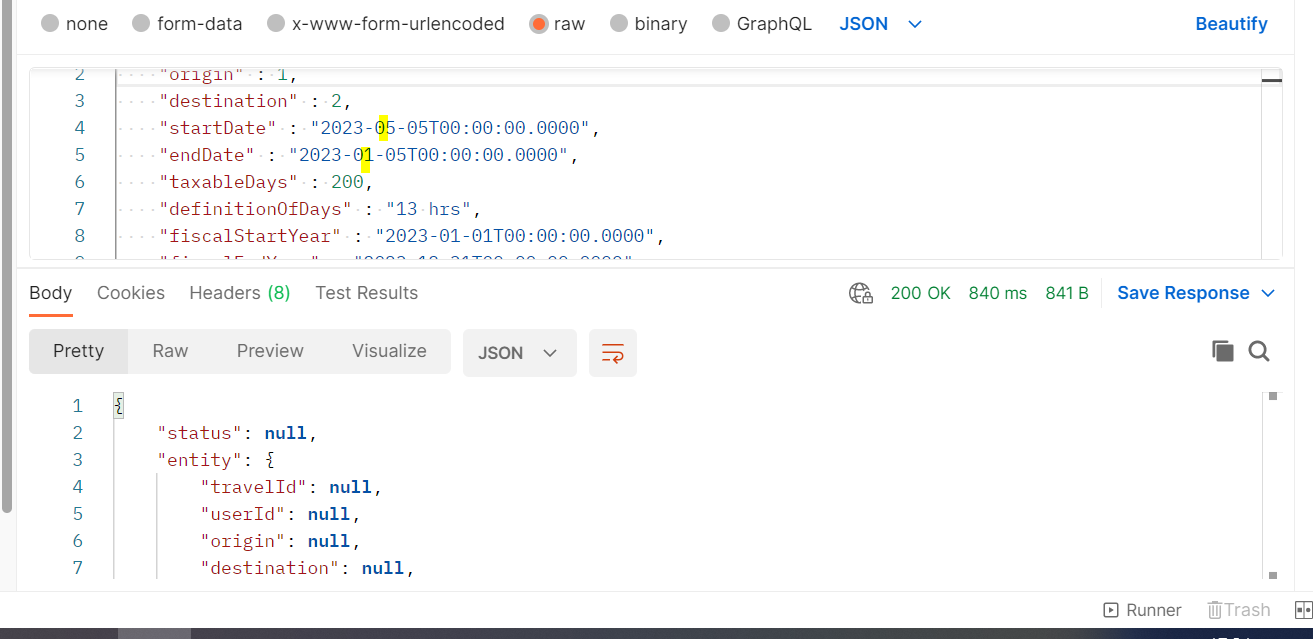 none form-data x-www-form-urlencoded raw binary GraphQL JSON Beautify
2 "origin" : 1,
3 "destination" : 2,
4 "startDate" : "2023-05-05T00:00:00.0000",
5 "endDate" : "2023-01-05T00:00:00.0000",
6 "taxableDays" : 200,
7 "definitionOfDays" : "13 hrs",
8 "fiscalStartYear" : "2023-01-01T00:00:00.0000",
Body Cookies Headers (8) Test Results 200 OK 840 ms 841 B Save Response
Pretty Raw Preview Visualize JSON
1 {
2 "status": null,
3 "entity": {
4 "travelId": null,
5 "userId": null,
6 "origin": null,
7 "destination": null,
Runner Trash